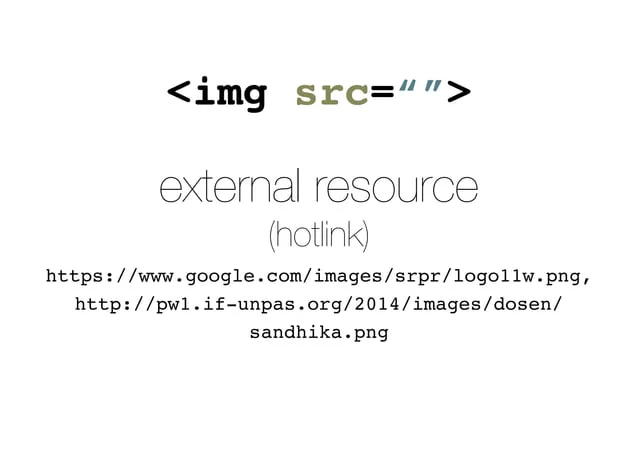 <img src=“”>
external resource
(hotlink)
https://www.google.com/images/srpr/logo11w.png,
http://pw1.if-unpas.org/2014/images/dosen/
sandhika.png